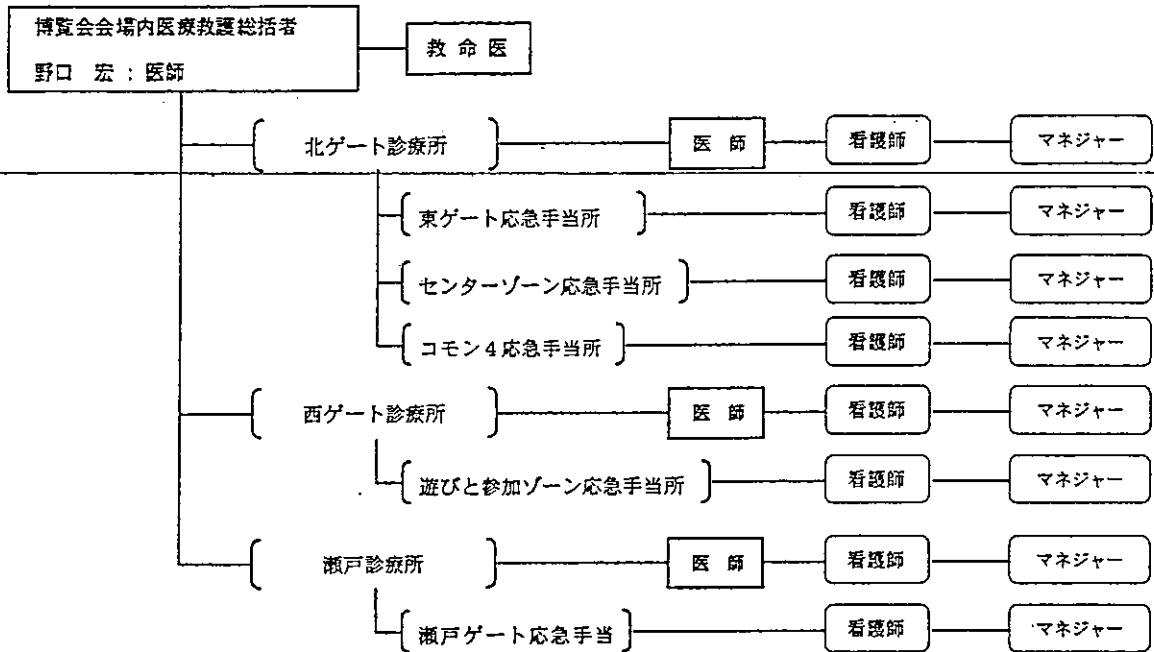 博覧会会場内医療救護総括者
野口 宏 : 医師
救 命 医
北ゲート診療所 医 師 看護師 マネジャー
東ゲート応急手当所 看護師 マネジャー
センターゾーン応急手当所 看護師 マネジャー
コモン4応急手当所 看護師 マネジャー
西ゲート診療所 医 師 看護師 マネジャー
遊びと参加ゾーン応急手当所 看護師 マネジャー
瀬戸診療所 医 師 看護師 マネジャー
瀬戸ゲート応急手当 看護師 マネジャー